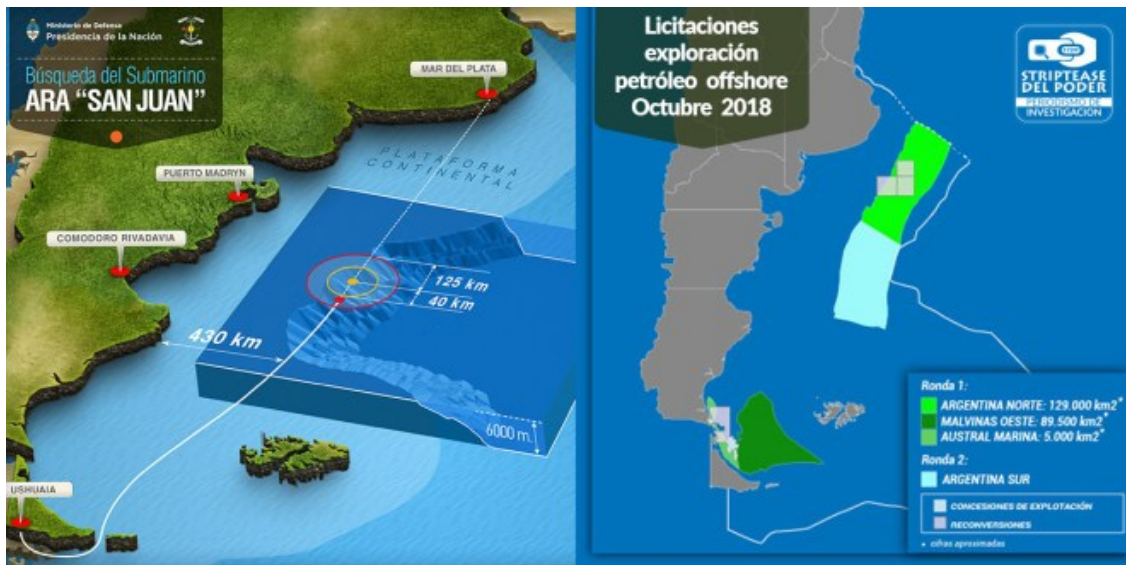 Ministerio de Defensa
Presidencia de la Nación
Búsqueda del Submarino
ARA "SAN JUAN"
MAR DEL PLATA
PLATAFORMA
CONTINENTAL
PUERTO MADRYN
COMODORO RIVADAVIA
125 km
40 km
430 km
6000 m.
USHUAIA
Licitaciones
exploración
petróleo offshore
Octubre 2018
STRIPTEASE
DEL PODER
PERIODISMO DE
INVESTIGACION
Ronda 1:
ARGENTINA NORTE: 129.000 km2*
MALVINAS OESTE: 89.500 km2*
AUSTRAL MARINA: 5.000 km2*
Ronda 2:
ARGENTINA SUR
CONCESIONES DE EXPLOTACIÓN
RECONVERSIONES
* cifras aproximadas